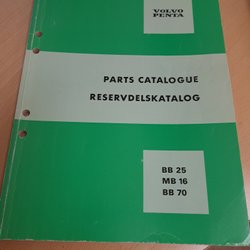 VOLVO
PENTA
PARTS CATALOGUE
RESERVDELSKATALOG
BB 25
MB 16
BB 70